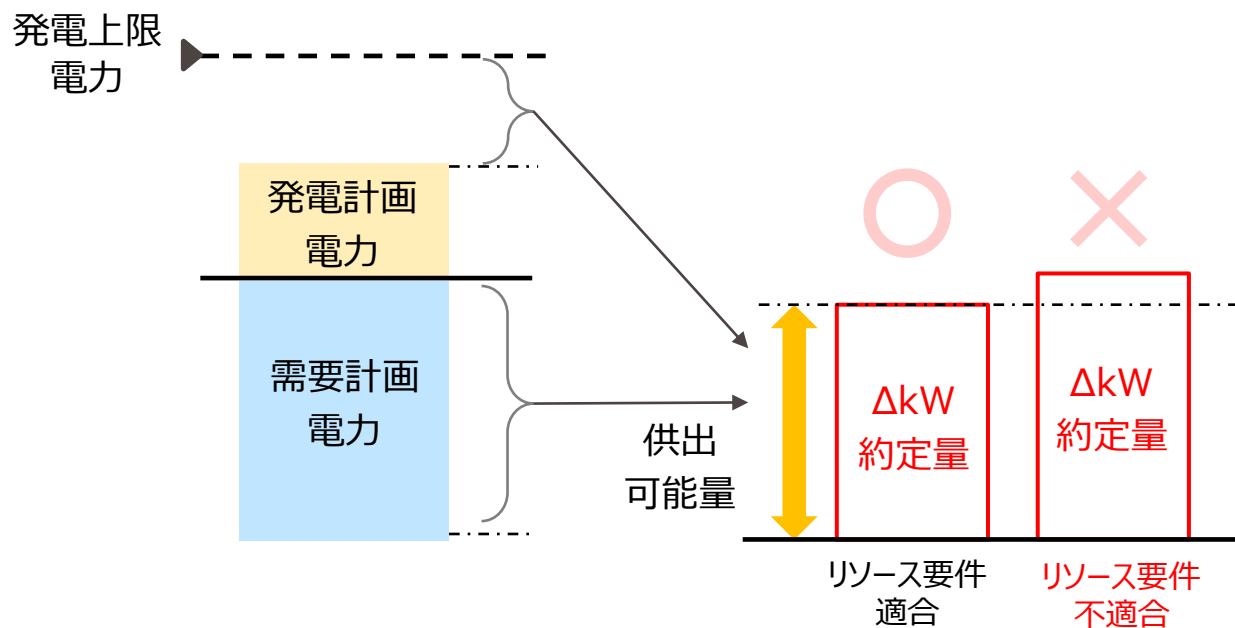 発電上限
電力
発電計画
電力
需要計画
電力
供出
可能量
ΔkW
約定量
ΔkW
約定量
リソース要件
適合
リソース要件
不適合